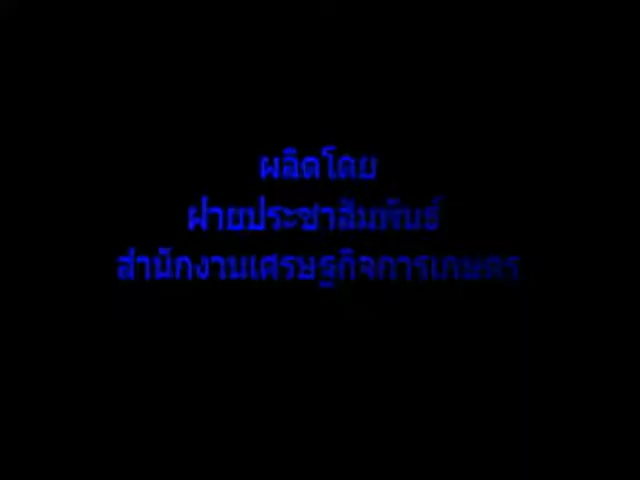 ผลิตโดย
ฝ่ายประชาสัมพันธ์
สำนักงานเศรษฐกิจการเกษตร